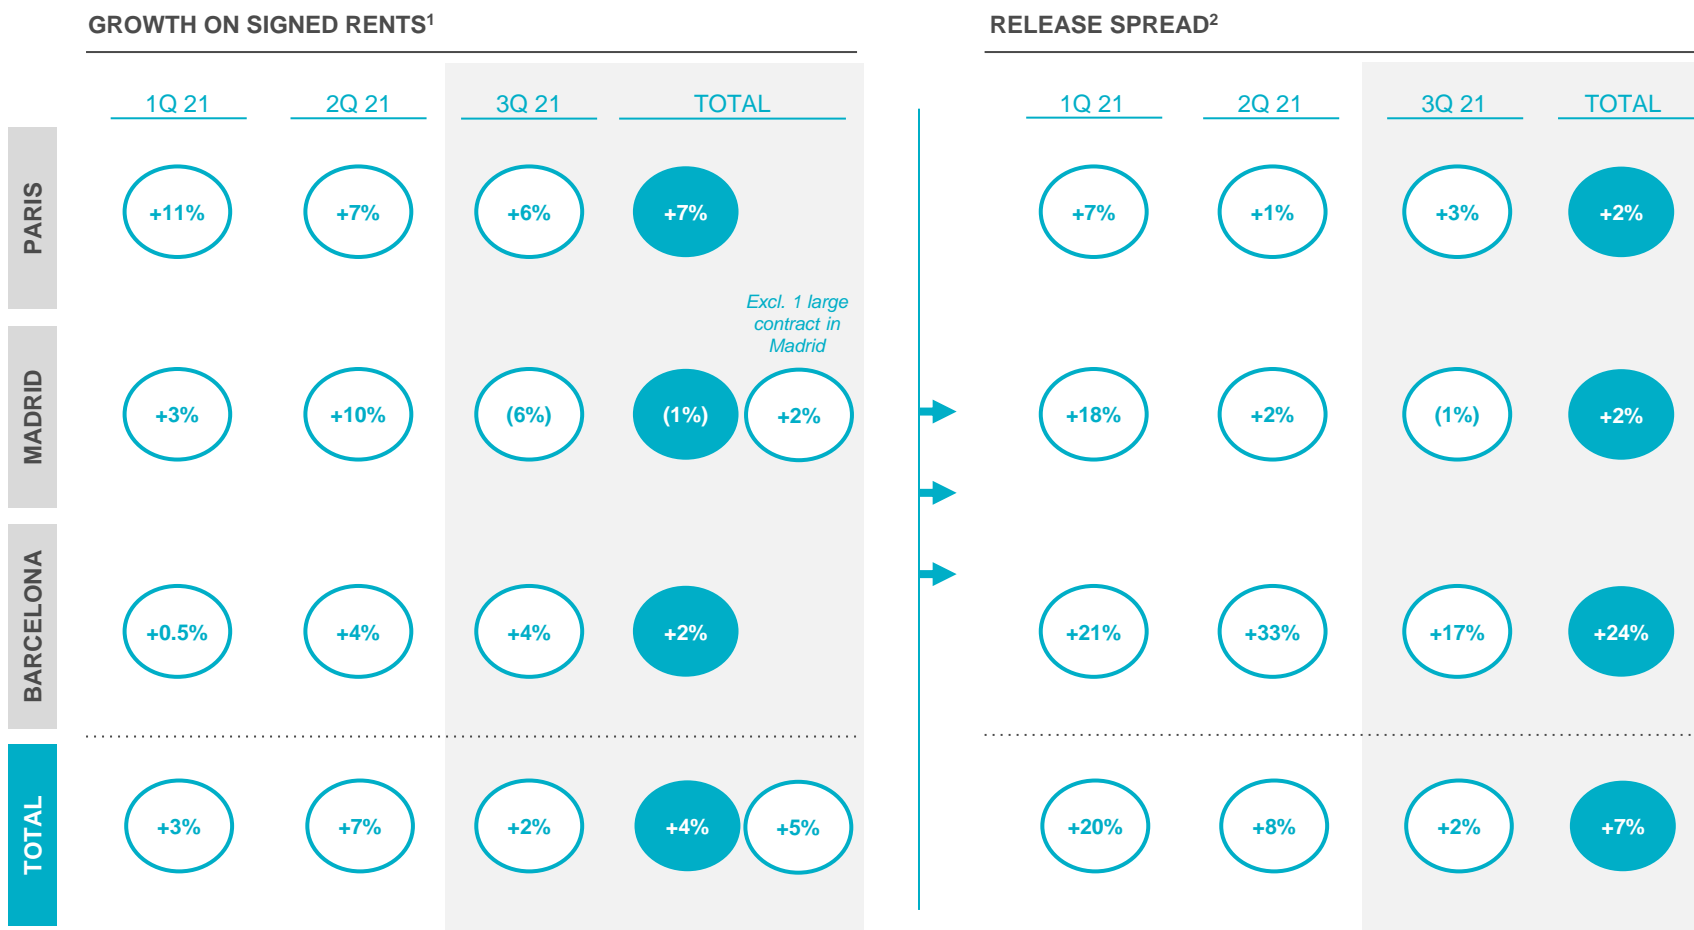 GROWTH ON SIGNED RENTS1
RELEASE SPREAD2
1Q 21 2Q 21 3Q 21 TOTAL
1Q 21 2Q 21 3Q 21 TOTAL
PARIS
+11% +7% +6% +7%
+7% +1% +3% +2%
Excl. 1 large
contract in
Madrid
MADRID
+3% +10% (6%) (1%) +2%
+18% +2% (1%) +2%
BARCELONA
+0.5% +4% +4% +2%
+21% +33% +17% +24%
TOTAL
+3% +7% +2% +4% +5%
+20% +8% +2% +7%